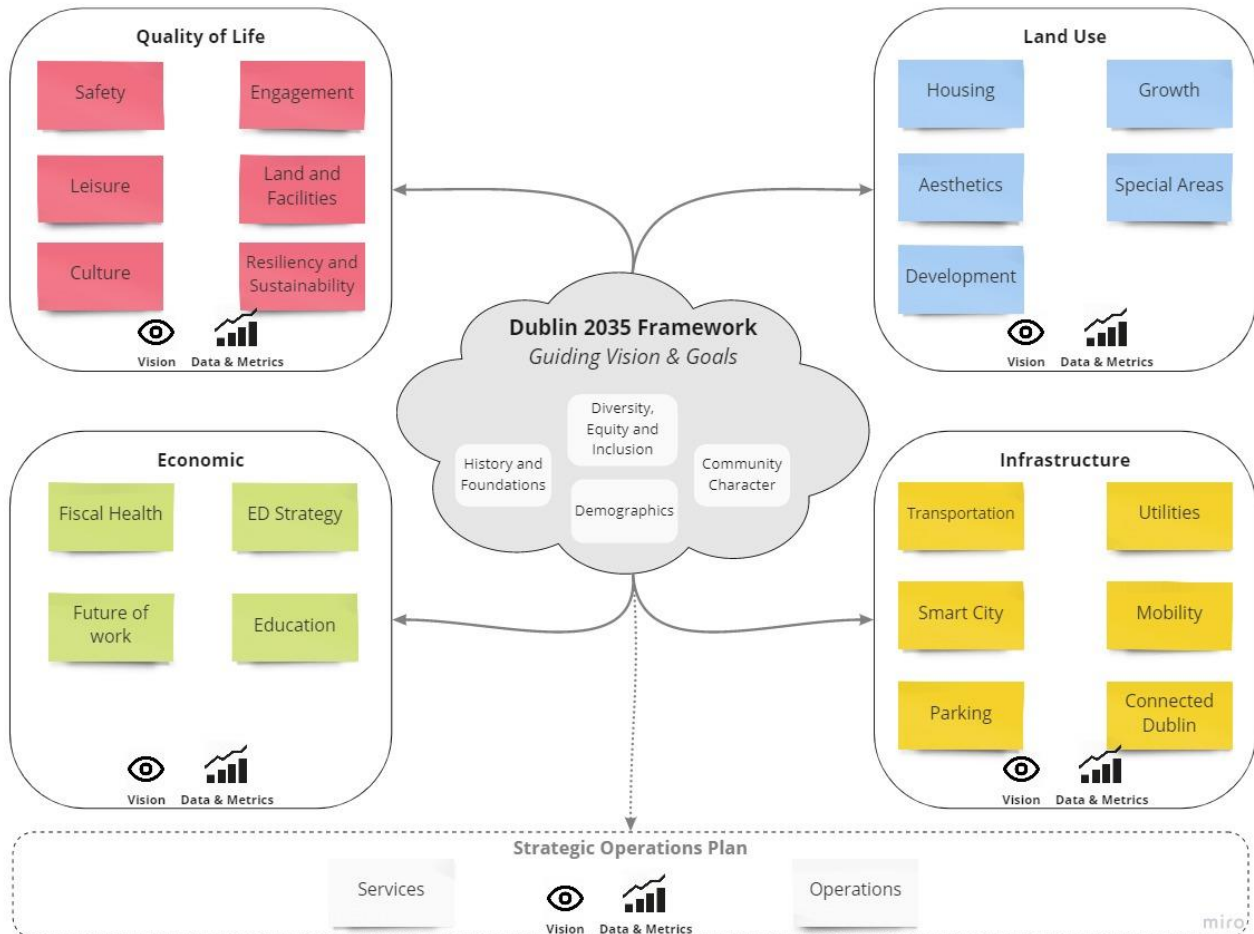 Quality of Life
Safety
Engagement
Leisure
Land and
Facilities
Culture
Resiliency and
Sustainability
Vision
Data & Metrics
Land Use
Housing
Growth
Aesthetics
Special Areas
Development
Vision
Data & Metrics
Dublin 2035 Framework
Guiding Vision & Goals
Diversity,
Equity and
Inclusion
History and
Foundations
Community
Character
Demographics
Economic
Fiscal Health
ED Strategy
Future of
work
Education
Vision
Data & Metrics
Infrastructure
Transportation
Utilities
Smart City
Mobility
Parking
Connected
Dublin
Vision
Data & Metrics
Strategic Operations Plan
Services
Operations
Vision
Data & Metrics
miro